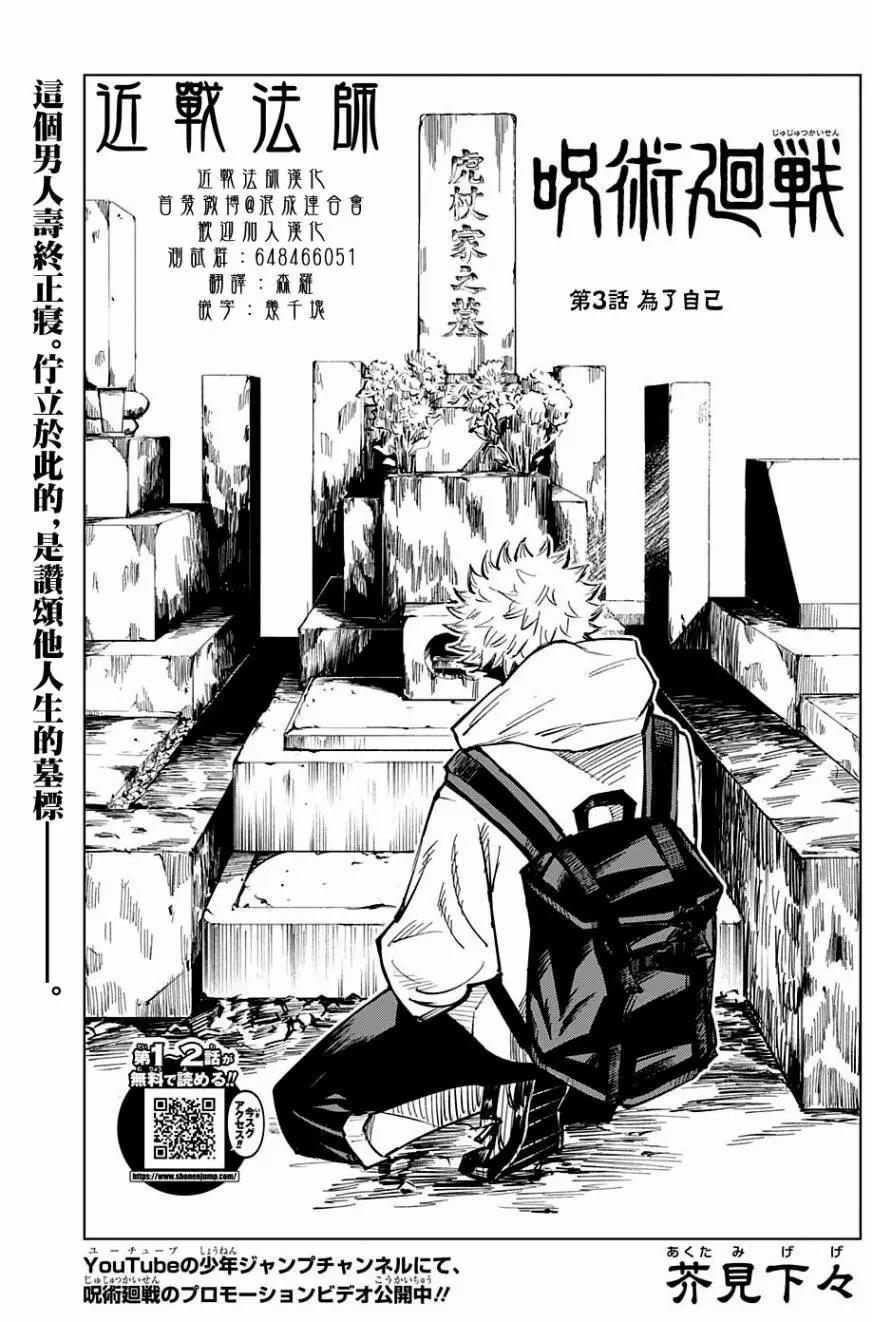 じゅじゅつかいせん
呪術廻戦
第3話 為了自己
虎杖家之墓
近戰法師
近戰法師漢化
首發微博@混成連合會
歡迎加入漢化
測試群：648466051
翻譯：森羅
嵌字：幾千塊
這個男人壽終正寢。佇立於此的，是讚頌他人生的墓標——。
第1~2話が
無料で読める!!
今スグ
アクセス!!
https://www.shonenjump.com/
ユーチューブ しょうねん
YouTubeの少年ジャンプチャンネルにて、
じゅじゅつかいせん こうかいちゅう
呪術廻戦のプロモーションビデオ公開中!!
あくたみげげ
芥見下々